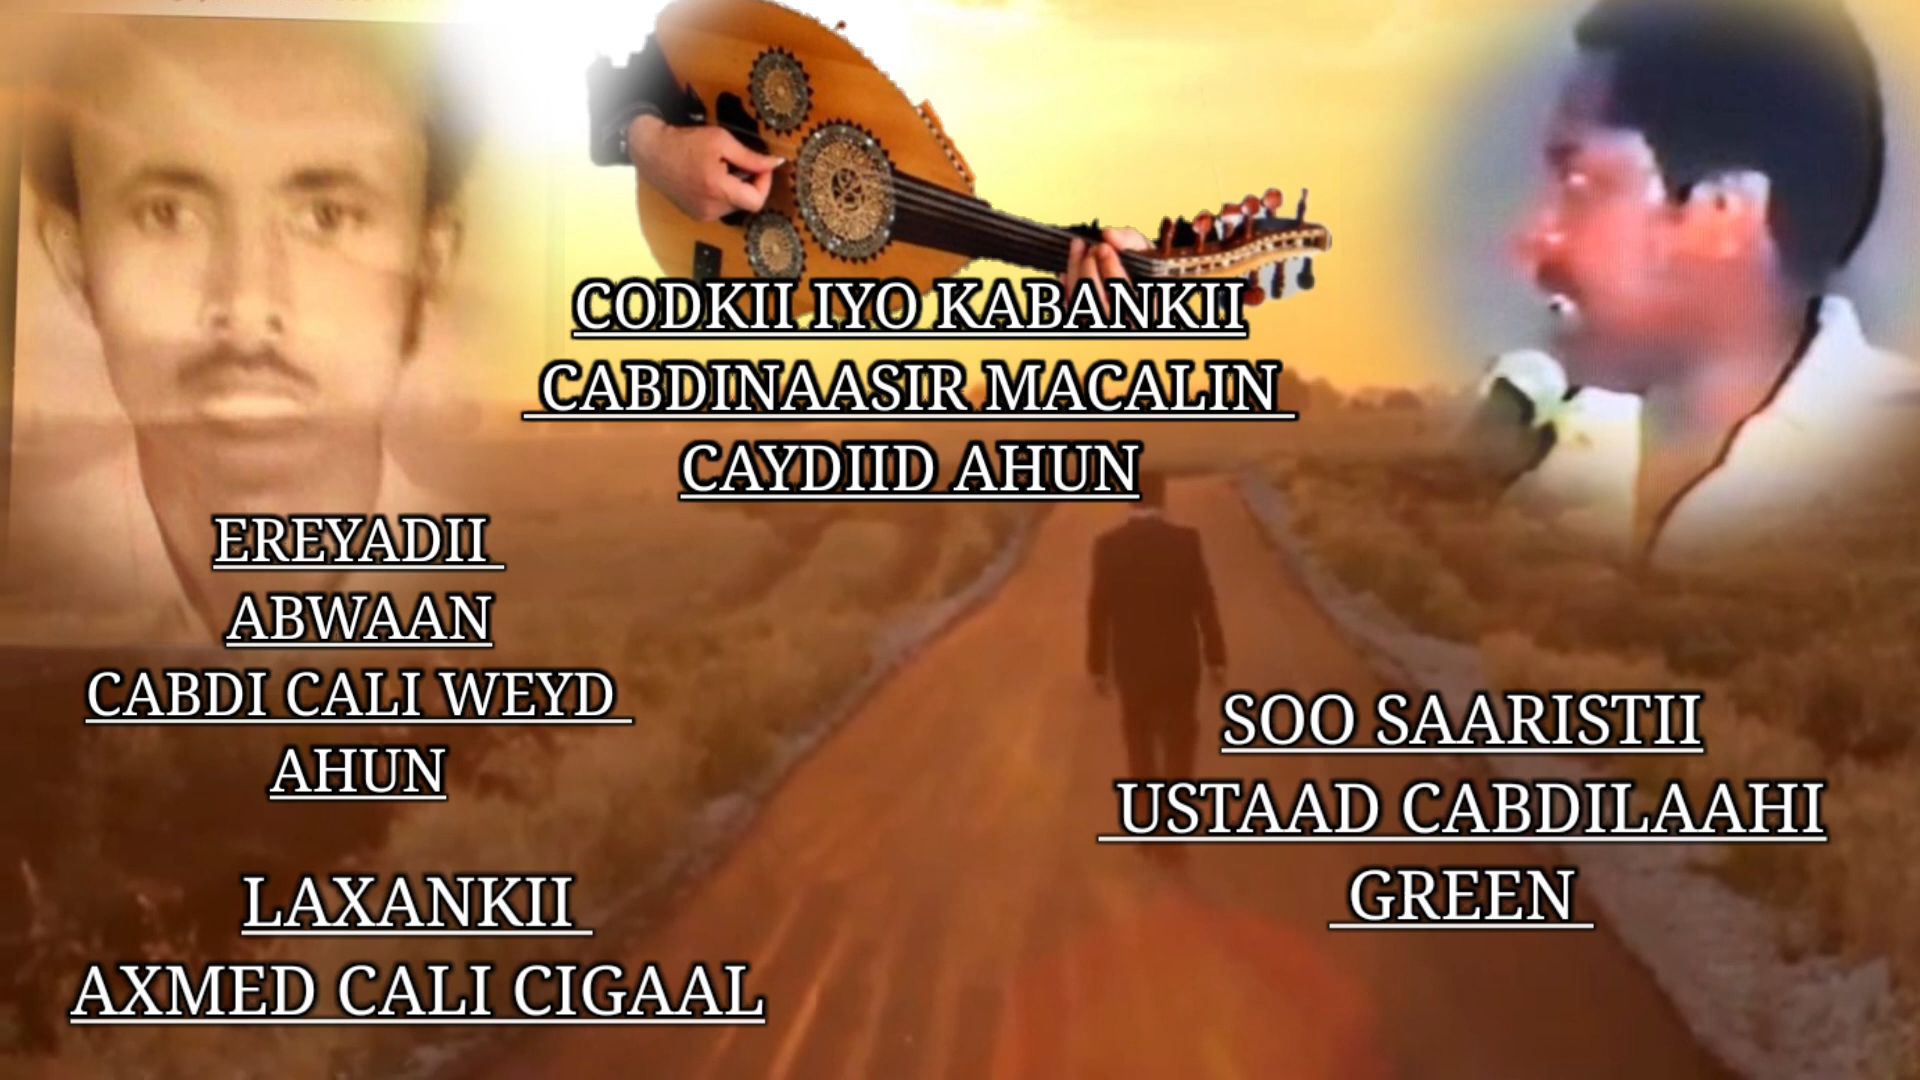 CODKII IYO KABANKII
CABDINAASIR MACALIN
CAYDIID AHUN
EREYADII
ABWAAN
CABDI CALI WEYD
AHUN
LAXANKII
AXMED CALI CIGAAL
SOO SAARISTII
USTAAD CABDILAAHI
GREEN